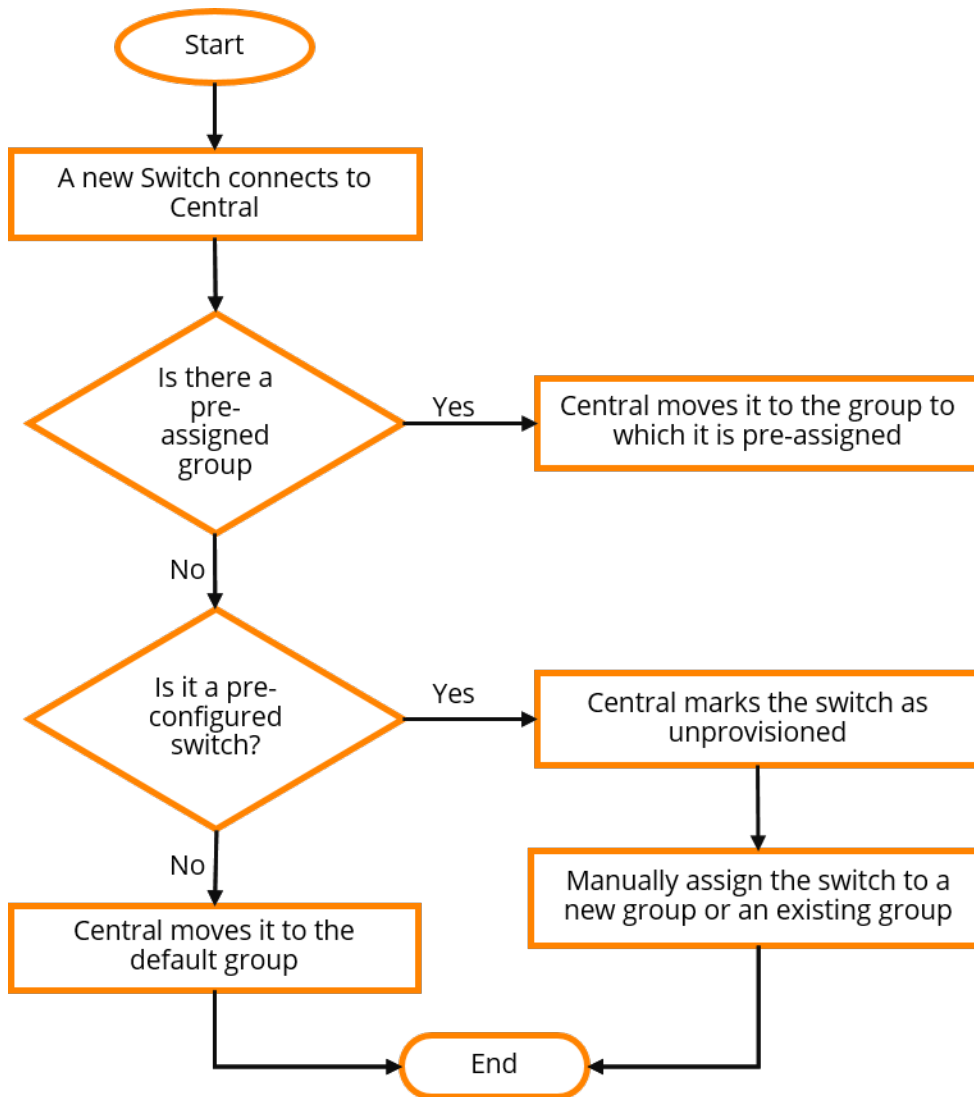 Start
A new Switch connects to
Central
Is there a
pre-
assigned
group
Yes
Central moves it to the group to
which it is pre-assigned
No
Is it a pre-
configured
switch?
Yes
Central marks the switch as
unprovisioned
No
Manually assign the switch to a
new group or an existing group
Central moves it to the
default group
End